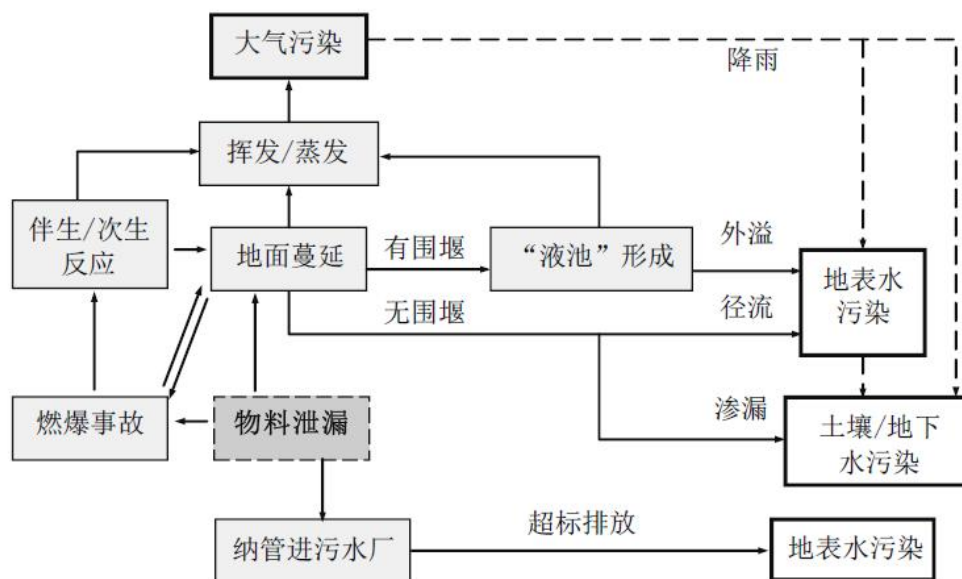 大气污染
降雨
挥发/蒸发
伴生/次生
反应
地面蔓延
有围堰
“液池”形成
外溢
地表水
污染
无围堰
径流
燃爆事故
物料泄漏
渗漏
土壤/地下
水污染
纳管进污水厂
超标排放
地表水污染